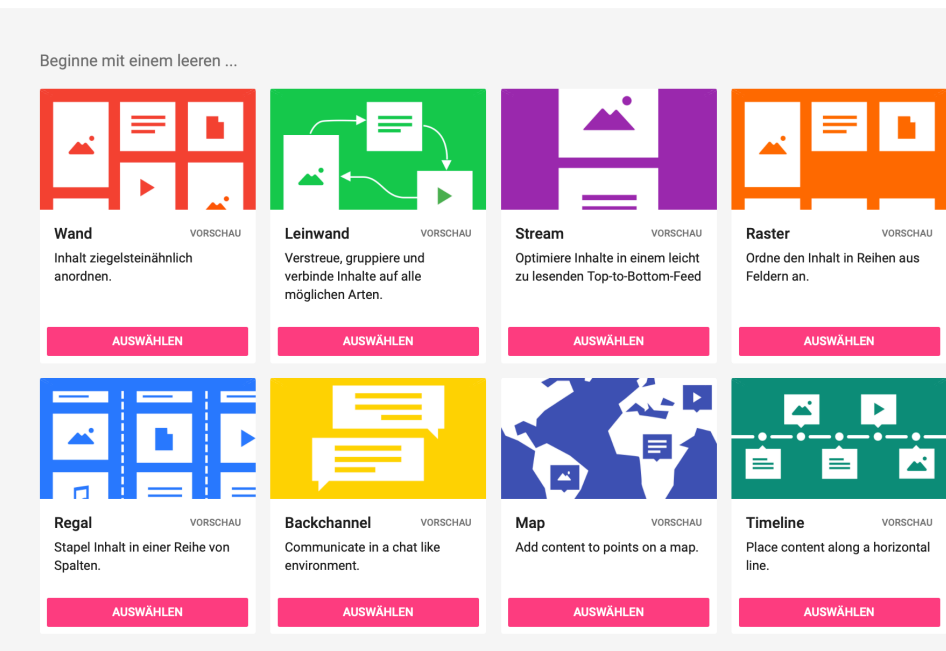 Beginne mit einem leeren ...
Wand VORSCHAU
Inhalt ziegelsteinähnlich
anordnen.
AUSWÄHLEN
Leinwand VORSCHAU
Verstreue, gruppiere und
verbinde Inhalte auf alle
möglichen Arten.
AUSWÄHLEN
Stream VORSCHAU
Optimiere Inhalte in einem leicht
zu lesenden Top-to-Bottom-Feed
AUSWÄHLEN
Raster VORSCHAU
Ordne den Inhalt in Reihen aus
Feldern an.
AUSWÄHLEN
Regal VORSCHAU
Stapel Inhalt in einer Reihe von
Spalten.
AUSWÄHLEN
Backchannel VORSCHAU
Communicate in a chat like
environment.
AUSWÄHLEN
Map VORSCHAU
Add content to points on a map.
AUSWÄHLEN
Timeline VORSCHAU
Place content along a horizontal
line.
AUSWÄHLEN